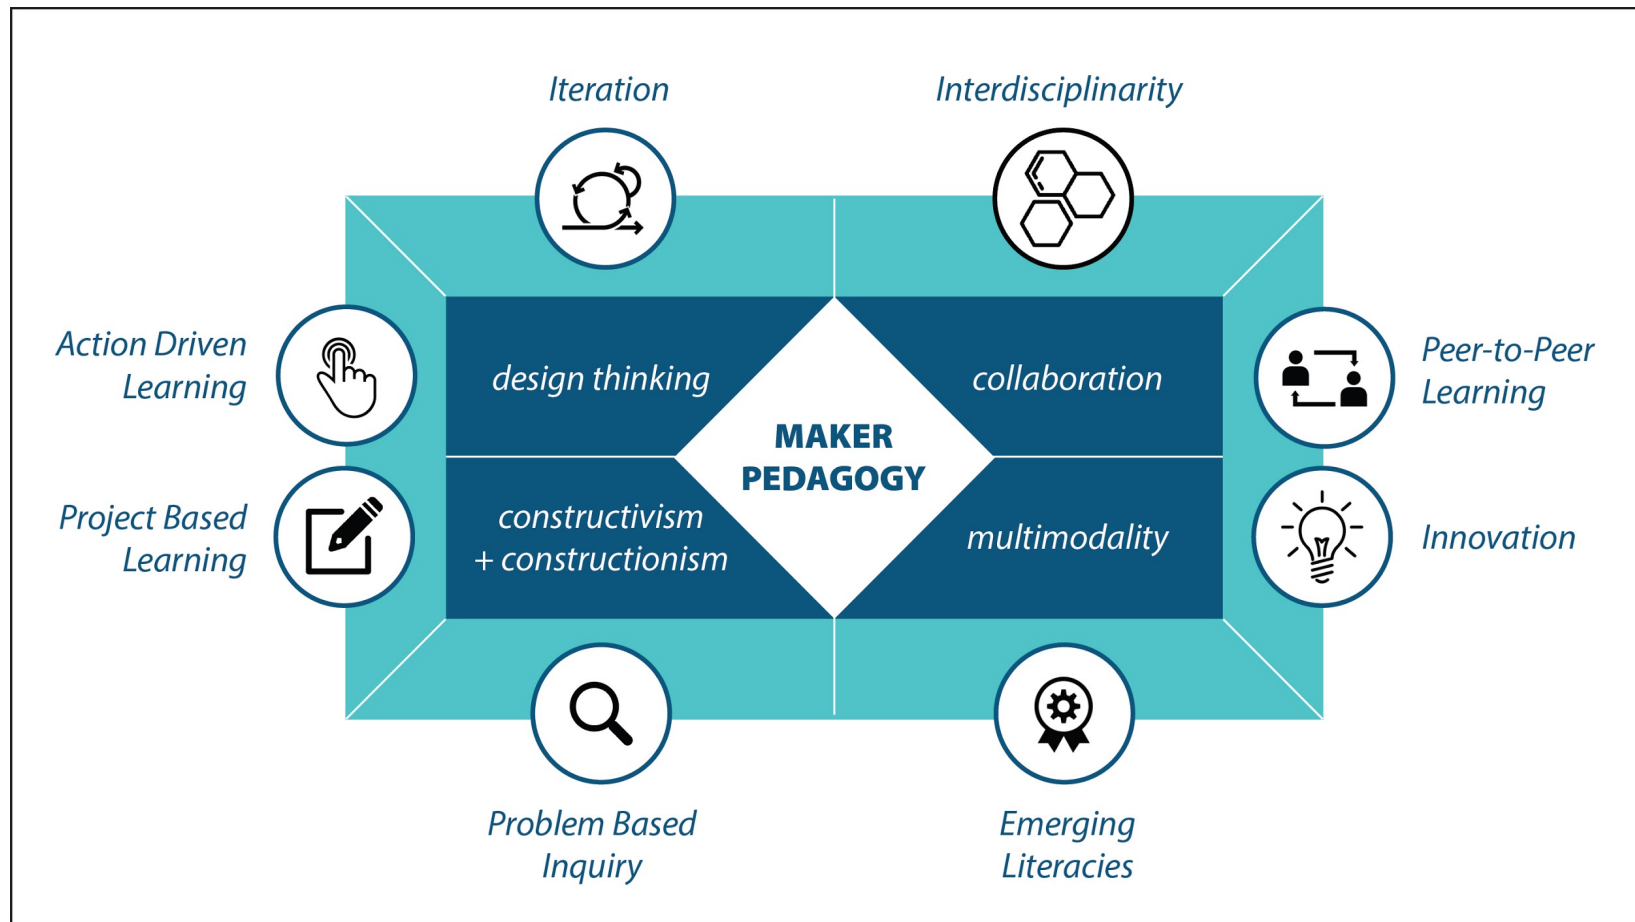 Iteration
Interdisciplinarity
Action Driven
Learning
design thinking
collaboration
Peer-to-Peer
Learning
MAKER
PEDAGOGY
Project Based
Learning
constructivism
+ constructionism
multimodality
Innovation
Problem Based
Inquiry
Emerging
Literacies